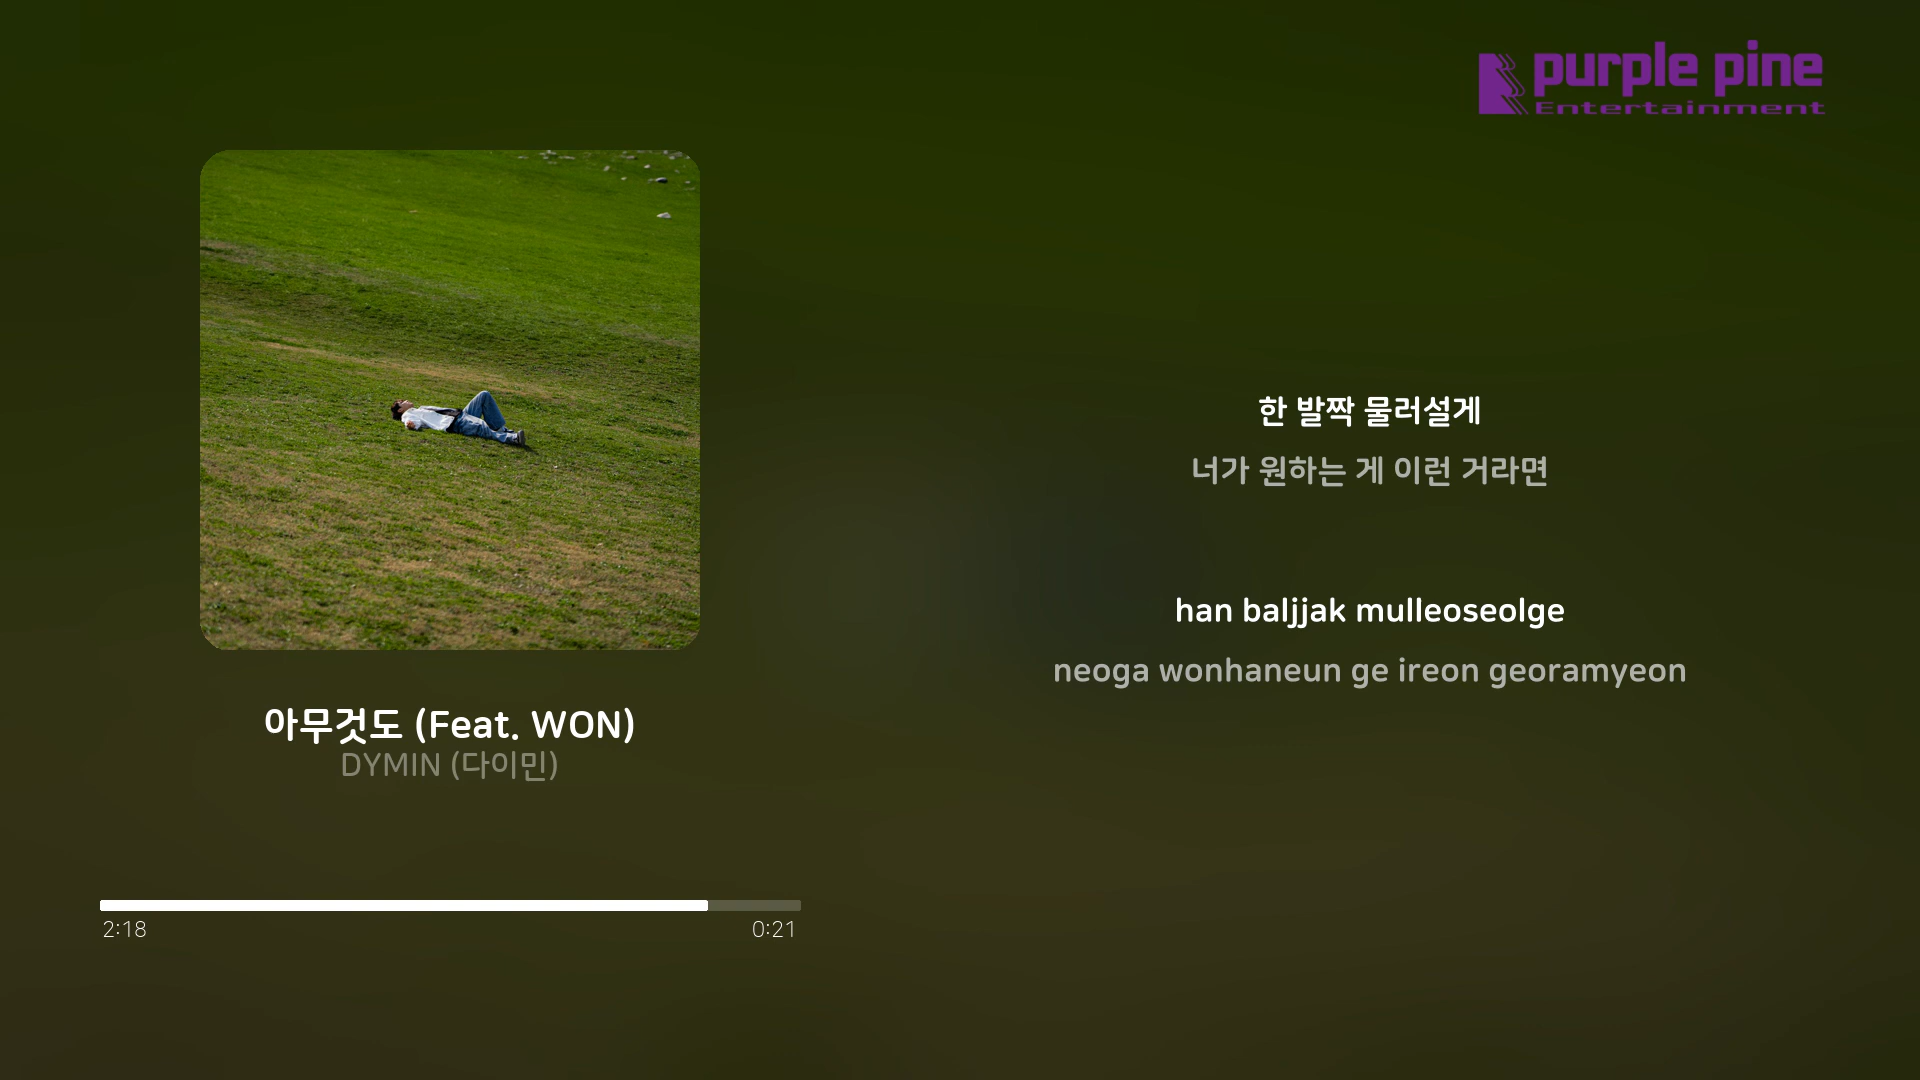 purple pine
Entertainment
한 발짝 물러설게
너가 원하는 게 이런 거라면
han baljjak mulleoseolge
neoga wonhaneun ge ireon georamyeon
아무것도 (Feat. WON)
DYMIN (다이민)
2:18
0:21